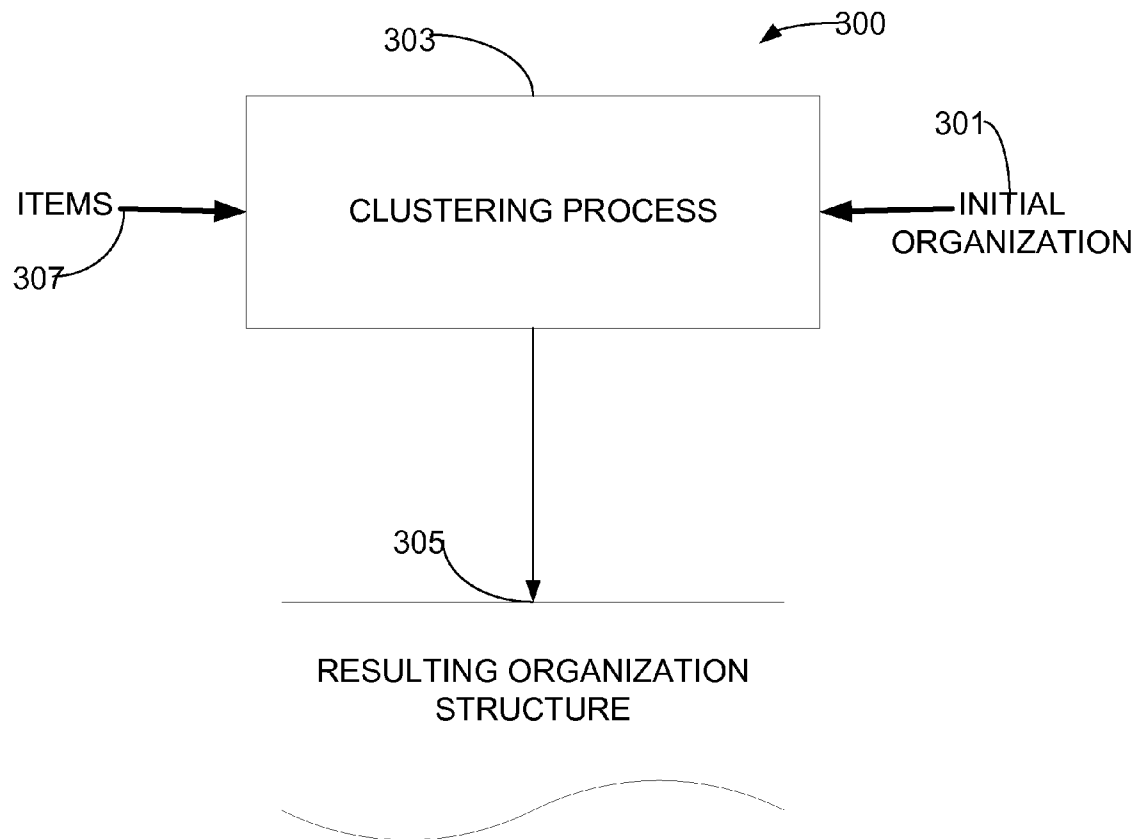 300
303
301
ITEMS
CLUSTERING PROCESS
INITIAL
ORGANIZATION
307
305
RESULTING ORGANIZATION
STRUCTURE